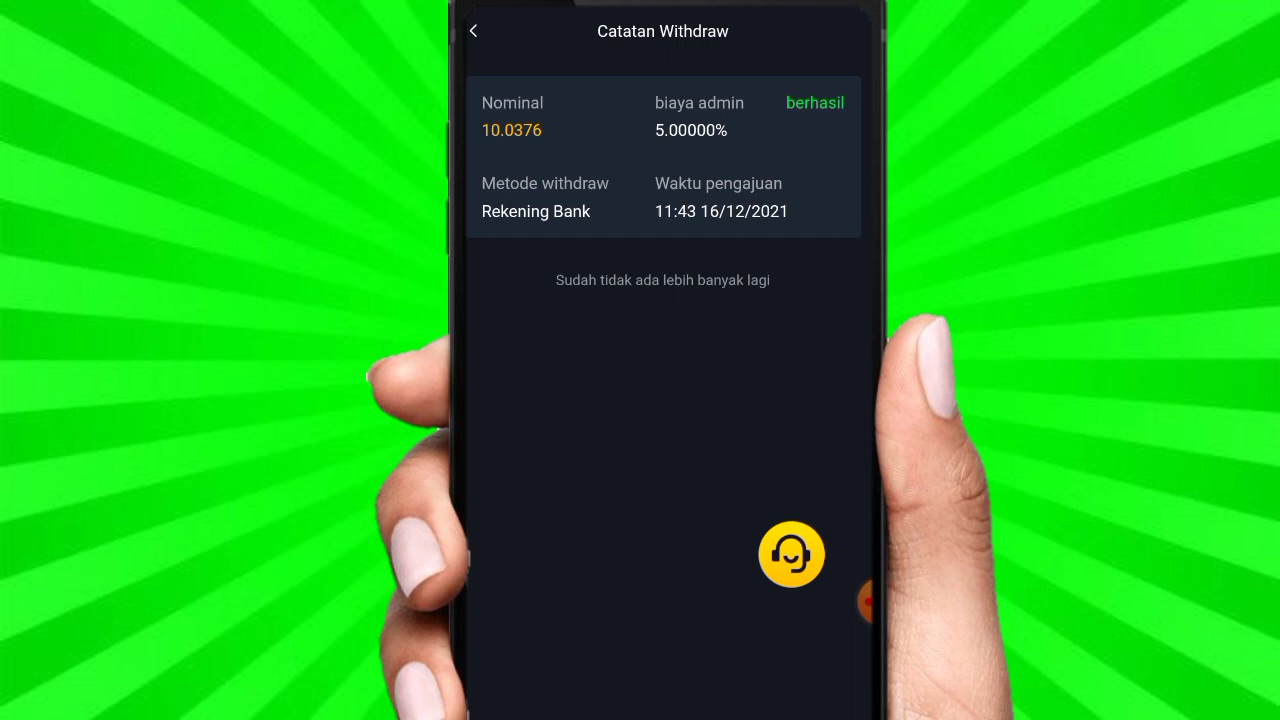 Catatan Withdraw
Nominal biaya admin berhasil
10.0376 5.00000%
Metode withdraw Waktu pengajuan
Rekening Bank 11:43 16/12/2021
Sudah tidak ada lebih banyak lagi